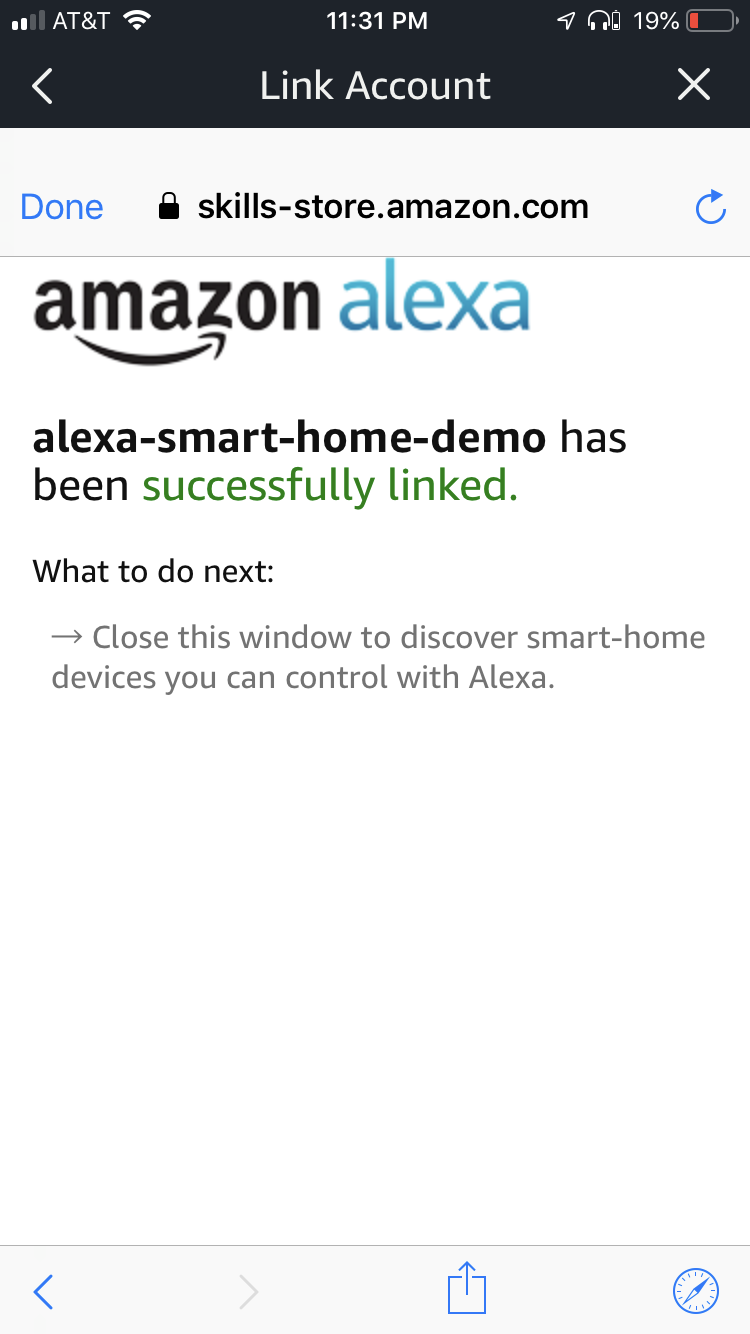 AT&T 11:31 PM 19%
Link Account
Done skills-store.amazon.com
amazon alexa
alexa-smart-home-demo has
been successfully linked.
What to do next:
→ Close this window to discover smart-home
devices you can control with Alexa.